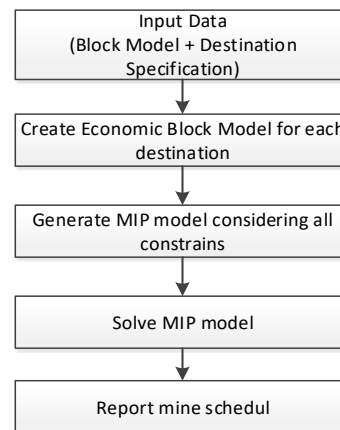 Input Data
(Block Model + Destination
Specification)
Create Economic Block Model for each
destination
Generate MIP model considering all
constrains
Solve MIP model
Report mine schedul